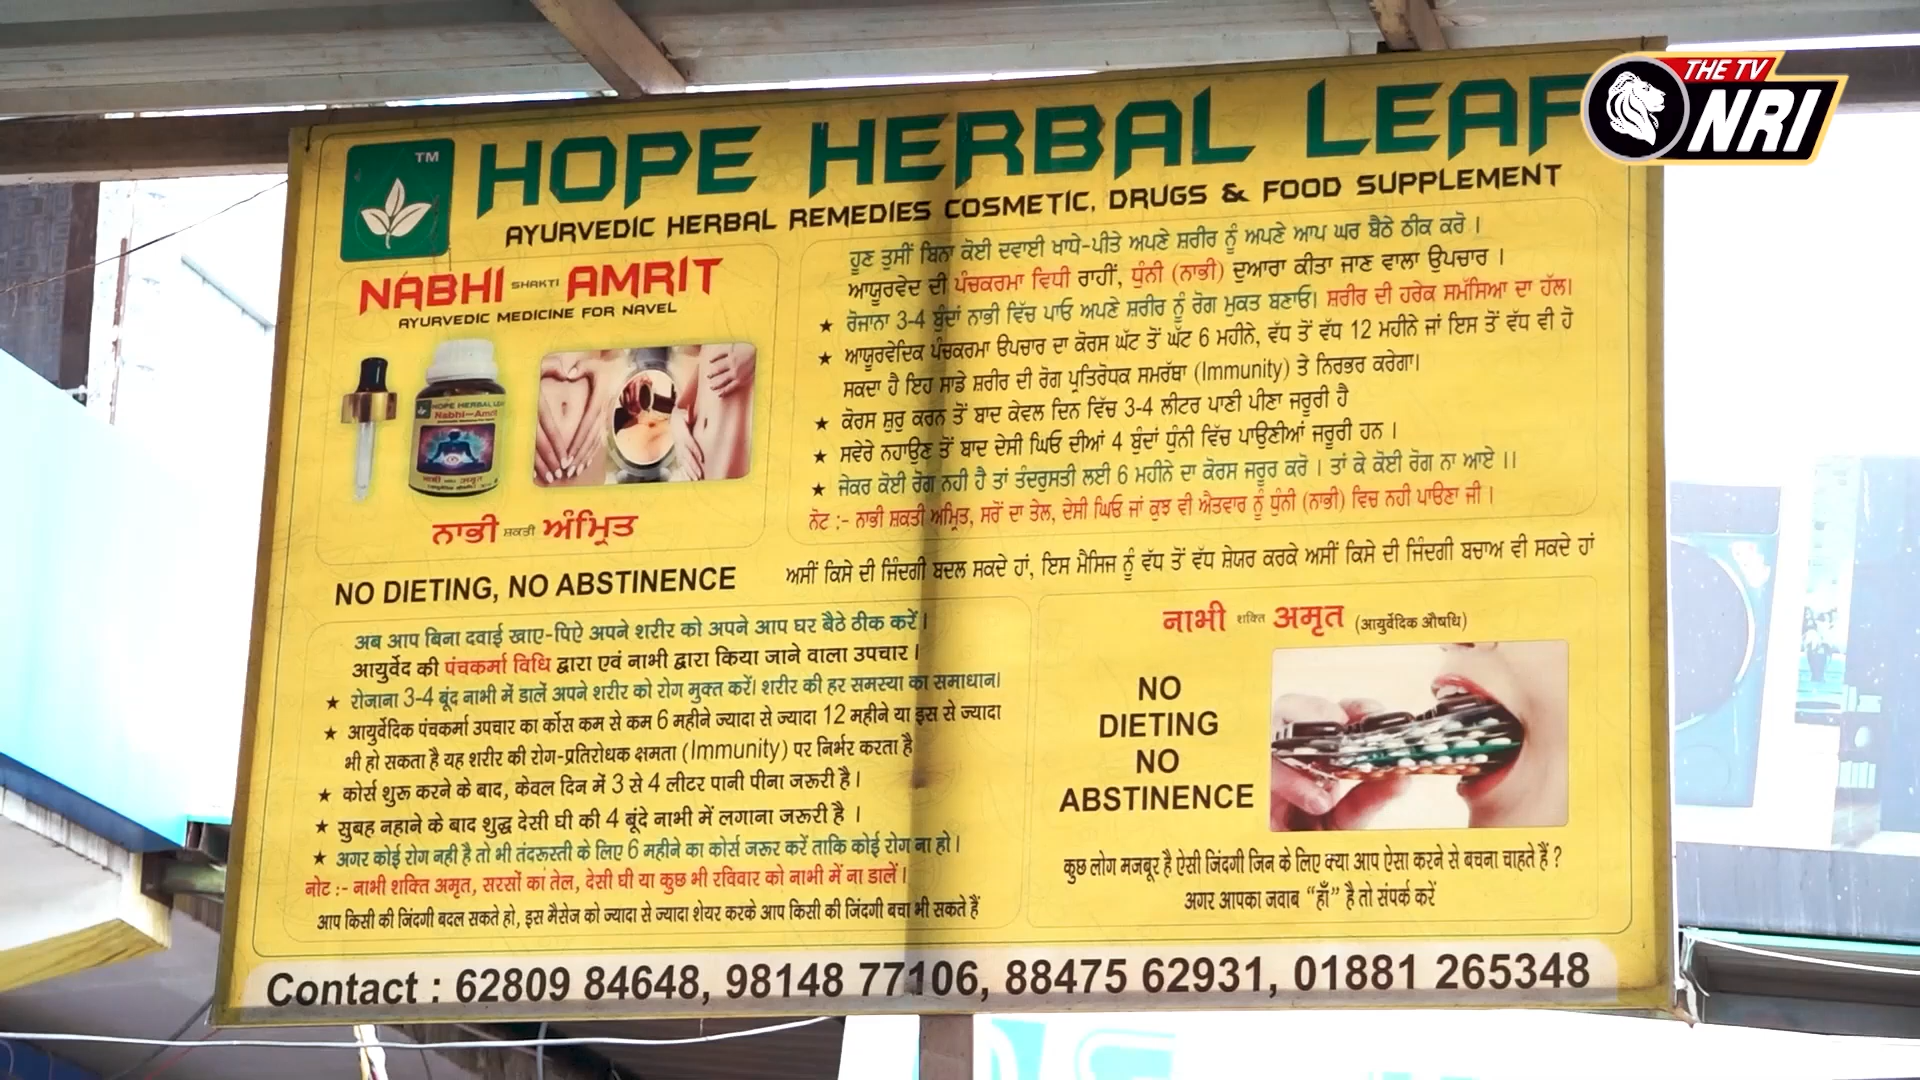 THE TV
NRI
TM
HOPE HERBAL LEAF
AYURVEDIC HERBAL REMEDIES COSMETIC, DRUGS & FOOD SUPPLEMENT
NABHI SHAKTI AMRIT
AYURVEDIC MEDICINE FOR NAVEL
HOPE HERBAL LEAF
Nabhi Amrit
ਨਾਭੀ ਸ਼ਕਤੀ ਅੰਮ੍ਰਿਤ
NO DIETING, NO ABSTINENCE
ਹੁਣ ਤੁਸੀਂ ਬਿਨਾ ਕੋਈ ਦਵਾਈ ਖਾਧੇ-ਪੀਤੇ ਅਪਣੇ ਸ਼ਰੀਰ ਨੂੰ ਅਪਣੇ ਆਪ ਘਰ ਬੈਠੇ ਠੀਕ ਕਰੋ ।
ਆਯੂਰਵੇਦ ਦੀ ਪੰਚਕਰਮਾ ਵਿਧੀ ਰਾਹੀਂ, ਧੁੰਨੀ (ਨਾਭੀ) ਦੁਆਰਾ ਕੀਤਾ ਜਾਣ ਵਾਲਾ ਉਪਚਾਰ ।
★ ਰੋਜਾਨਾ 3-4 ਬੂੰਦਾਂ ਨਾਭੀ ਵਿੱਚ ਪਾਓ ਅਪਣੇ ਸ਼ਰੀਰ ਨੂੰ ਰੋਗ ਮੁਕਤ ਬਣਾਓ। ਸ਼ਰੀਰ ਦੀ ਹਰੇਕ ਸਮੱਸਿਆ ਦਾ ਹੱਲ।
★ ਆਯੂਰਵੇਦਿਕ ਪੰਚਕਰਮਾ ਉਪਚਾਰ ਦਾ ਕੋਰਸ ਘੱਟ ਤੋਂ ਘੱਟ 6 ਮਹੀਨੇ, ਵੱਧ ਤੋਂ ਵੱਧ 12 ਮਹੀਨੇ ਜਾਂ ਇਸ ਤੋਂ ਵੱਧ ਵੀ ਹੋ
ਸਕਦਾ ਹੈ ਇਹ ਸਾਡੇ ਸ਼ਰੀਰ ਦੀ ਰੋਗ ਪ੍ਰਤਿਰੋਧਕ ਸਮਰੱਥਾ (Immunity) ਤੇ ਨਿਰਭਰ ਕਰੇਗਾ।
★ ਕੋਰਸ ਸ਼ੁਰੂ ਕਰਨ ਤੋਂ ਬਾਦ ਕੇਵਲ ਦਿਨ ਵਿੱਚ 3-4 ਲੀਟਰ ਪਾਣੀ ਪੀਣਾ ਜਰੂਰੀ ਹੈ
★ ਸਵੇਰੇ ਨਹਾਉਣ ਤੋਂ ਬਾਦ ਦੇਸੀ ਘਿਓ ਦੀਆਂ 4 ਬੂੰਦਾਂ ਧੁੰਨੀ ਵਿੱਚ ਪਾਉਣੀਆਂ ਜਰੂਰੀ ਹਨ ।
★ ਜੇਕਰ ਕੋਈ ਰੋਗ ਨਹੀ ਹੈ ਤਾਂ ਤੰਦਰੁਸਤੀ ਲਈ 6 ਮਹੀਨੇ ਦਾ ਕੋਰਸ ਜਰੂਰ ਕਰੋ । ਤਾਂ ਕੇ ਕੋਈ ਰੋਗ ਨਾ ਆਏ ।।
ਨੋਟ :- ਨਾਭੀ ਸ਼ਕਤੀ ਅਮ੍ਰਿਤ, ਸਰੋਂ ਦਾ ਤੇਲ, ਦੇਸੀ ਘਿਓ ਜਾਂ ਕੁਝ ਵੀ ਐਤਵਾਰ ਨੂੰ ਧੁੰਨੀ (ਨਾਭੀ) ਵਿਚ ਨਹੀ ਪਾਉਣਾ ਜੀ ।
ਅਸੀਂ ਕਿਸੇ ਦੀ ਜਿੰਦਗੀ ਬਦਲ ਸਕਦੇ ਹਾਂ, ਇਸ ਮੈਸਿਜ ਨੂੰ ਵੱਧ ਤੋਂ ਵੱਧ ਸ਼ੇਯਰ ਕਰਕੇ ਅਸੀਂ ਕਿਸੇ ਦੀ ਜਿੰਦਗੀ ਬਚਾਅ ਵੀ ਸਕਦੇ ਹਾਂ
अब आप बिना दवाई खाए-पिऐ अपने शरीर को अपने आप घर बैठे ठीक करें ।
आयुर्वेद की पंचकर्मा विधि द्वारा एवं नाभी द्वारा किया जाने वाला उपचार ।
★ रोजाना 3-4 बूंद नाभी में डालें अपने शरीर को रोग मुक्त करें। शरीर की हर समस्या का समाधान।
★ आयुर्वेदिक पंचकर्मा उपचार का कोंस कम से कम 6 महीने ज्यादा से ज्यादा 12 महीने या इस से ज्यादा
भी हो सकता है यह शरीर की रोग-प्रतिरोधक क्षमता (Immunity) पर निर्भर करता है
★ कोर्स शुरू करने के बाद, केवल दिन में 3 से 4 लीटर पानी पीना जरूरी है ।
★ सुबह नहाने के बाद शुद्ध देसी घी की 4 बूंदे नाभी में लगाना जरूरी है ।
★ अगर कोई रोग नही है तो भी तंदरूस्ती के लिए 6 महीने का कोर्स जरूर करें ताकि कोई रोग ना हो ।
नोट :- नाभी शक्ति अमृत, सरसों का तेल, देसी घी या कुछ भी रविवार को नाभी में ना डालें ।
आप किसी की जिंदगी बदल सकते हो, इस मैसेज को ज्यादा से ज्यादा शेयर करके आप किसी की जिंदगी बचा भी सकते हैं
नाभी शक्ति अमृत (आयुर्वेदिक औषधि)
NO
DIETING
NO
ABSTINENCE
कुछ लोग मजबूर है ऐसी जिंदगी जिन के लिए क्या आप ऐसा करने से बचना चाहते हैं ?
अगर आपका जवाब “हाँ” है तो संपर्क करें
Contact : 62809 84648, 98148 77106, 88475 62931, 01881 265348